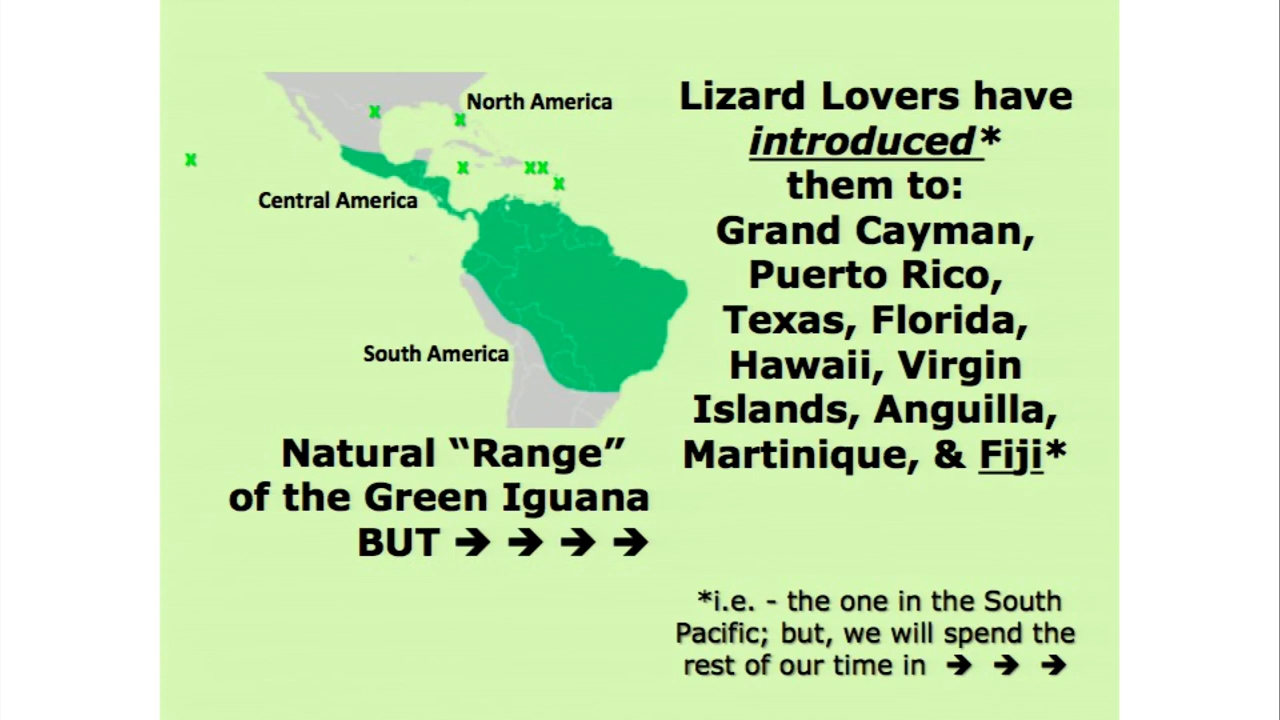 North America
Central America
South America
Natural “Range”
of the Green Iguana
BUT ➔ ➔ ➔ ➔
Lizard Lovers have
introduced*
them to:
Grand Cayman,
Puerto Rico,
Texas, Florida,
Hawaii, Virgin
Islands, Anguilla,
Martinique, & Fiji*
*i.e. - the one in the South
Pacific; but, we will spend the
rest of our time in ➔ ➔ ➔